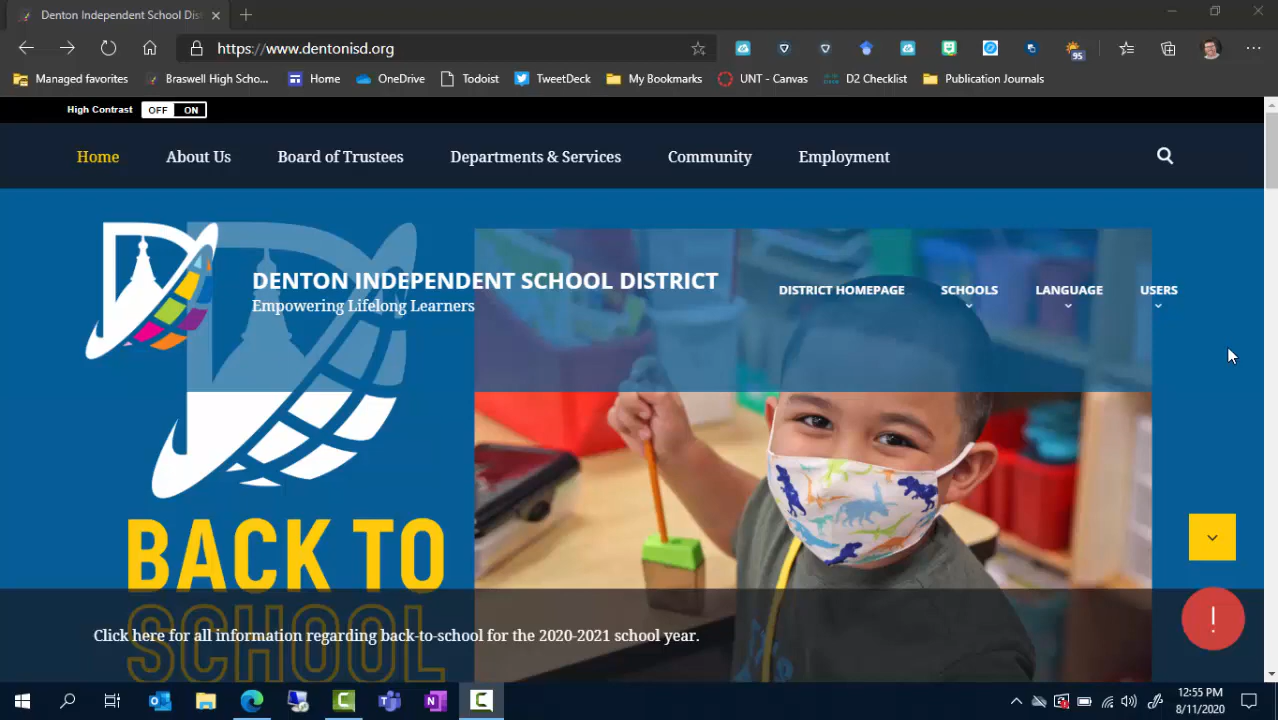 Denton Independent School Dis
https://www.dentonisd.org
95
Managed favorites
Braswell High Scho...
Home
OneDrive
Todoist
TweetDeck
My Bookmarks
UNT - Canvas
D2 Checklist
Publication Journals
High Contrast OFF ON
Home About Us Board of Trustees Departments & Services Community Employment
DENTON INDEPENDENT SCHOOL DISTRICT
Empowering Lifelong Learners
DISTRICT HOMEPAGE SCHOOLS LANGUAGE USERS
BACK TO
SCHOOL
Click here for all information regarding back-to-school for the 2020-2021 school year.
12:55 PM
8/11/2020